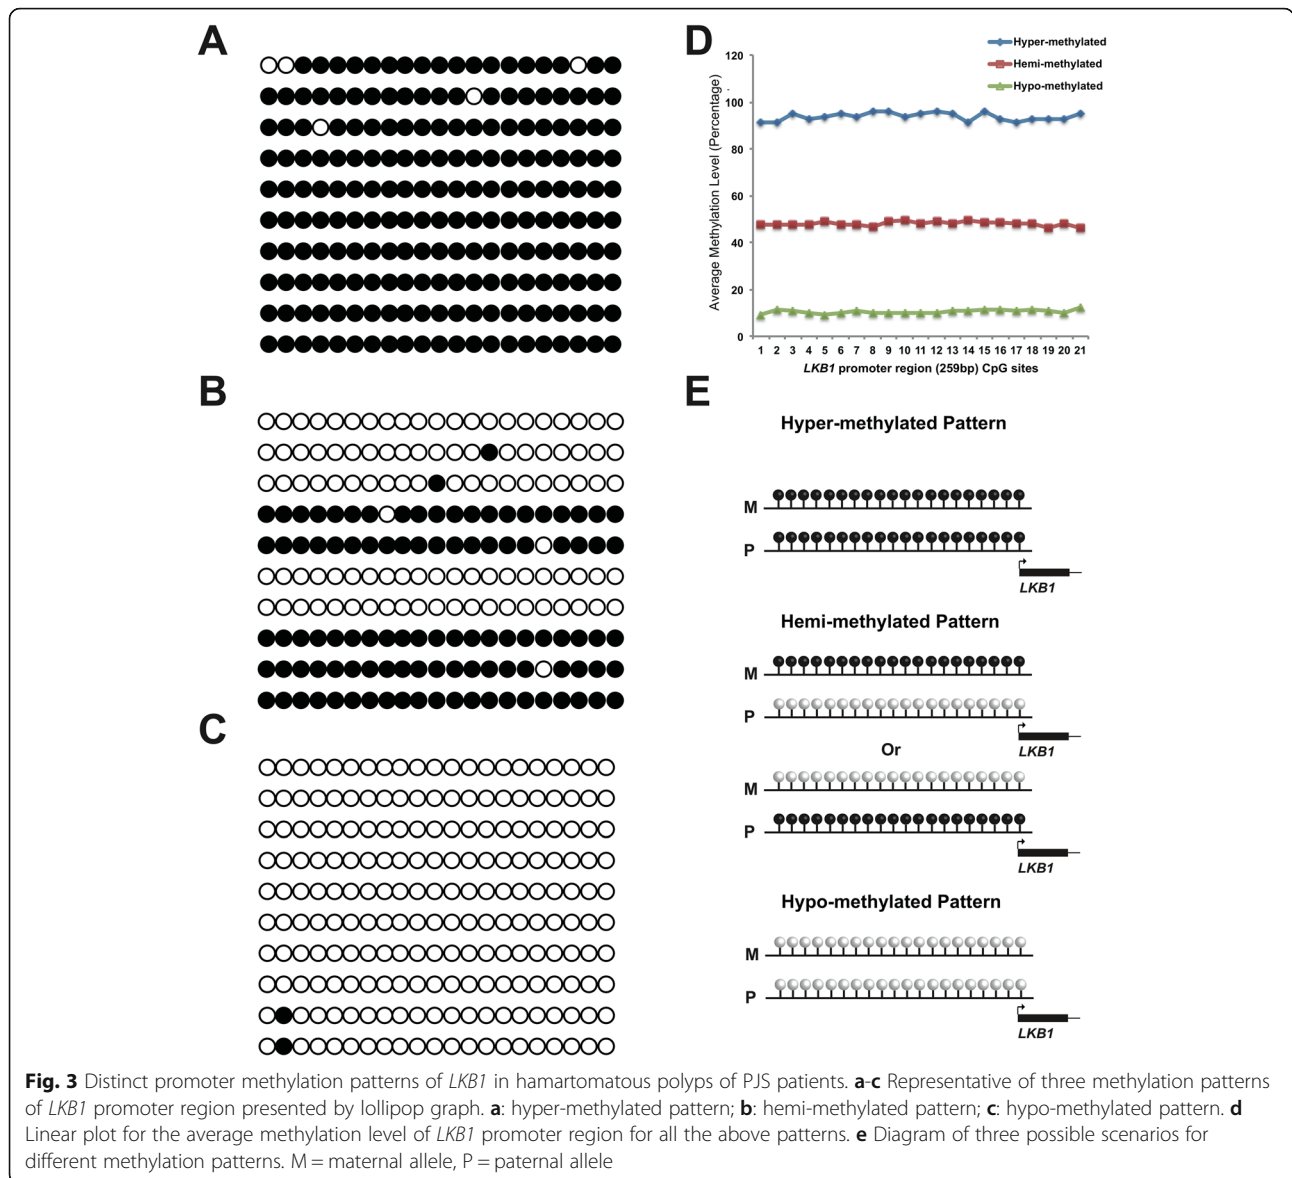 A
B
C
D
Hyper-methylated
Hemi-methylated
Hypo-methylated
Average Methylation Level (Percentage)
120
100
80
60
40
20
0
1 2 3 4 5 6 7 8 9 10 11 12 13 14 15 16 17 18 19 20 21
LKB1 promoter region (259bp) CpG sites
E
Hyper-methylated Pattern
M
P
LKB1
Hemi-methylated Pattern
M
P
LKB1
Or
M
P
LKB1
Hypo-methylated Pattern
M
P
LKB1
Fig. 3 Distinct promoter methylation patterns of LKB1 in hamartomatous polyps of PJS patients. a-c Representative of three methylation patterns
of LKB1 promoter region presented by lollipop graph. a: hyper-methylated pattern; b: hemi-methylated pattern; c: hypo-methylated pattern. d
Linear plot for the average methylation level of LKB1 promoter region for all the above patterns. e Diagram of three possible scenarios for
different methylation patterns. M = maternal allele, P = paternal allele